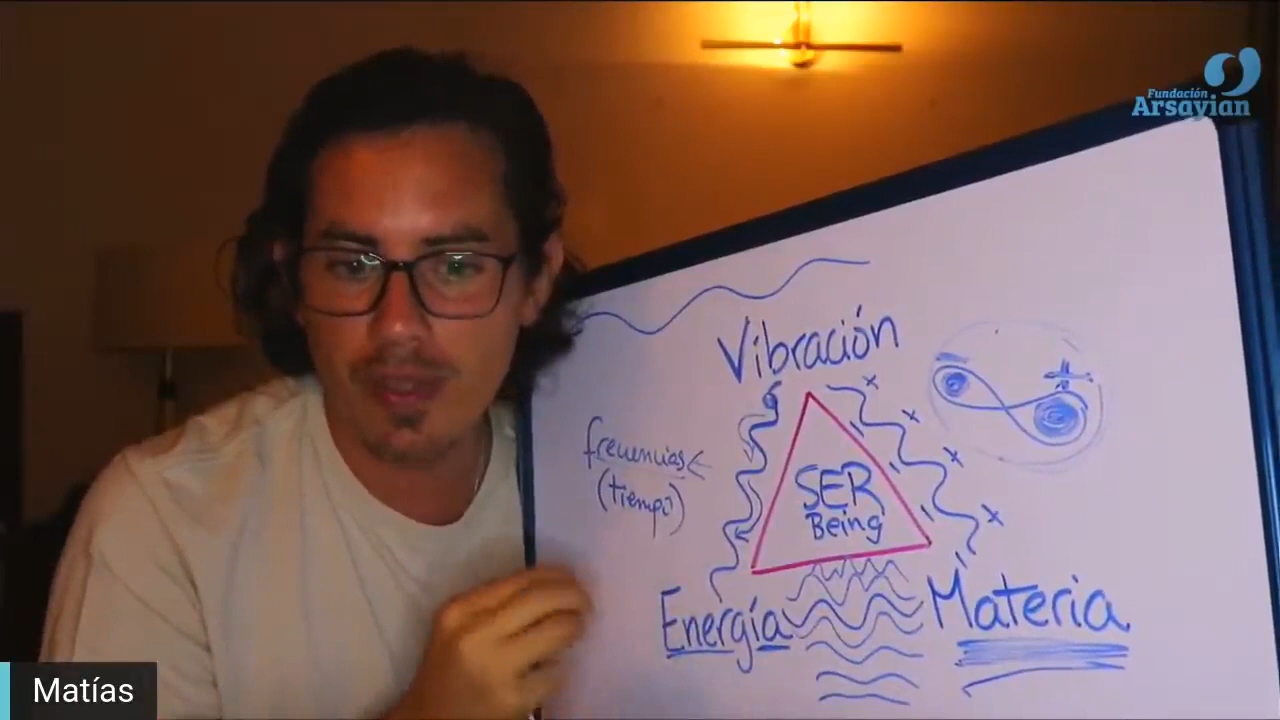 Fundación
Arsayian
Vibración
frecuencias
(tiempo)
SER
Being
Energía
Materia
Matías